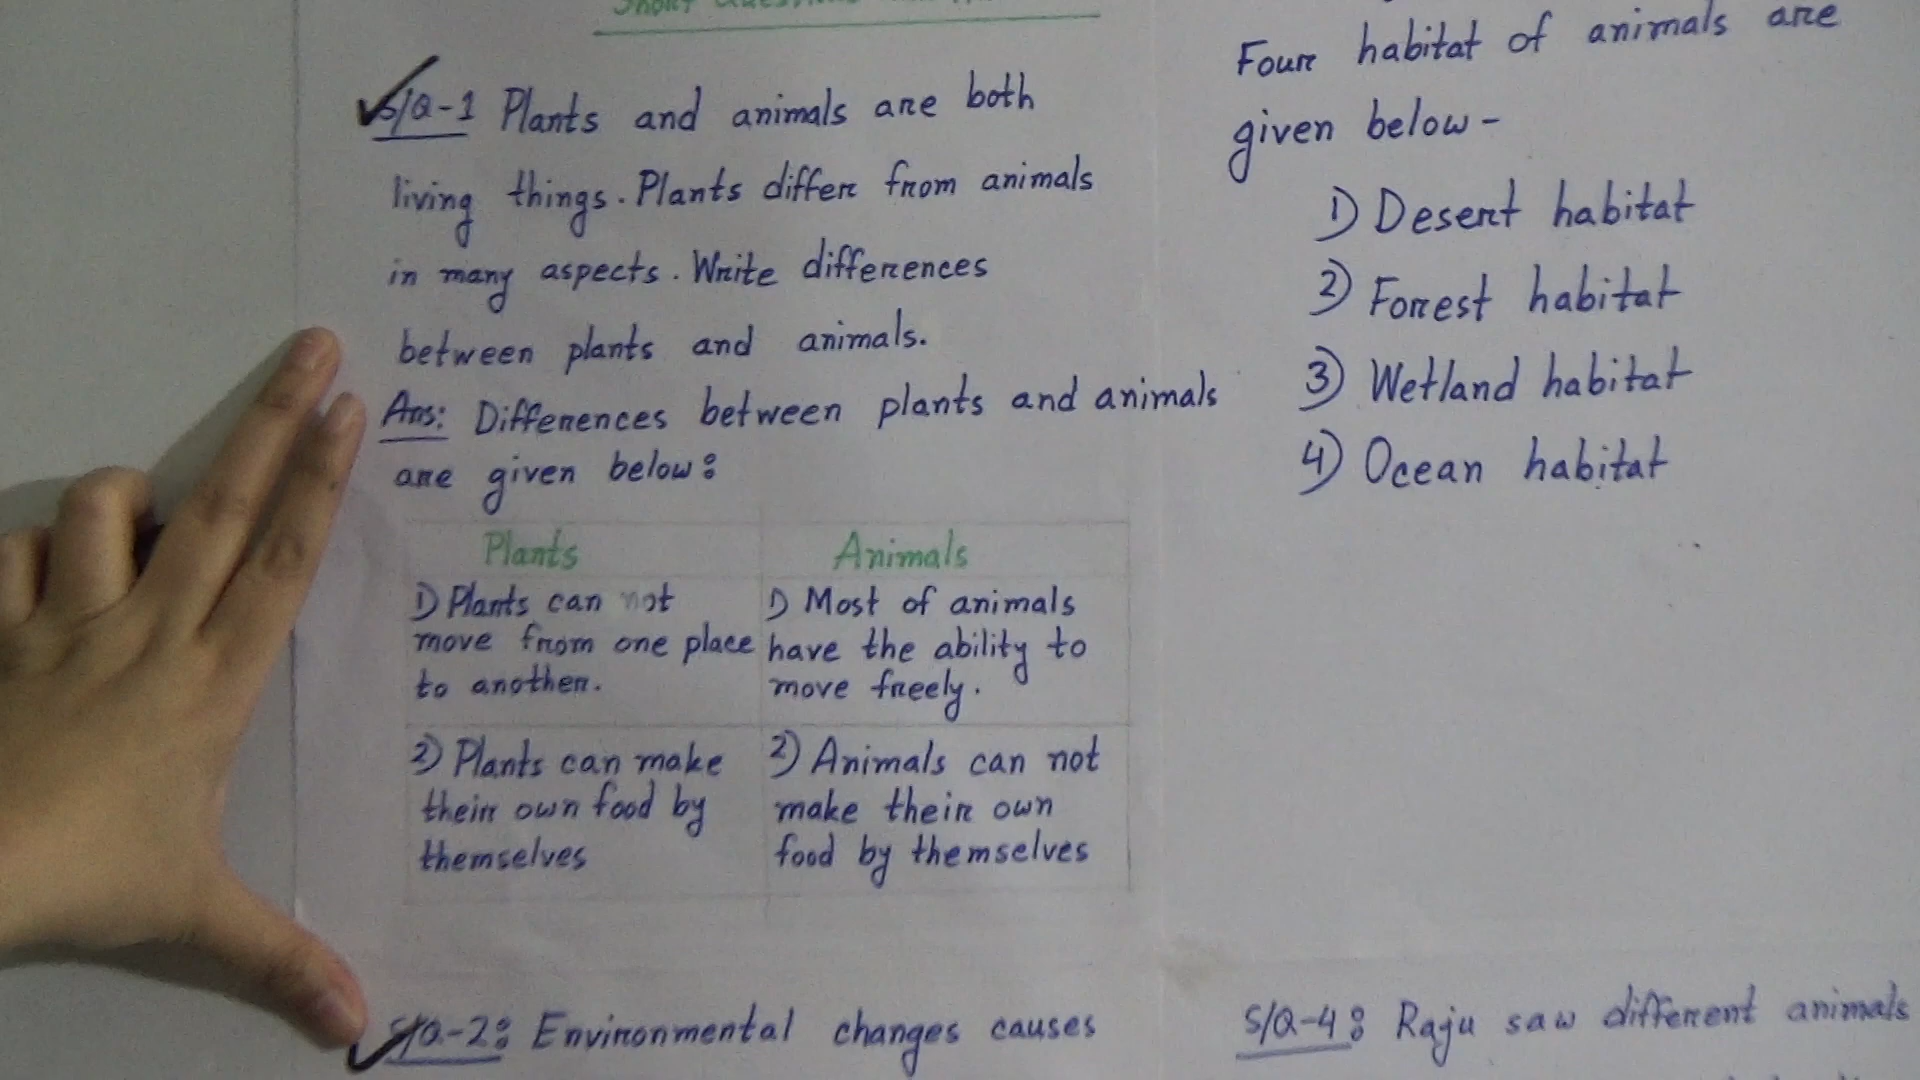 Short Questions
S/Q-1 Plants and animals are both
living things. Plants differ from animals
in many aspects. Write differences
between plants and animals.
Ans: Differences between plants and animals
are given below:
Plants
1) Plants can not
move from one place
to another.
2) Plants can make
their own food by
themselves
Animals
1) Most of animals
have the ability to
move freely.
2) Animals can not
make their own
food by themselves
S/Q-2: Environmental changes causes
Four habitat of animals are
given below-
1) Desert habitat
2) Forest habitat
3) Wetland habitat
4) Ocean habitat
S/Q-4: Raju saw different animals